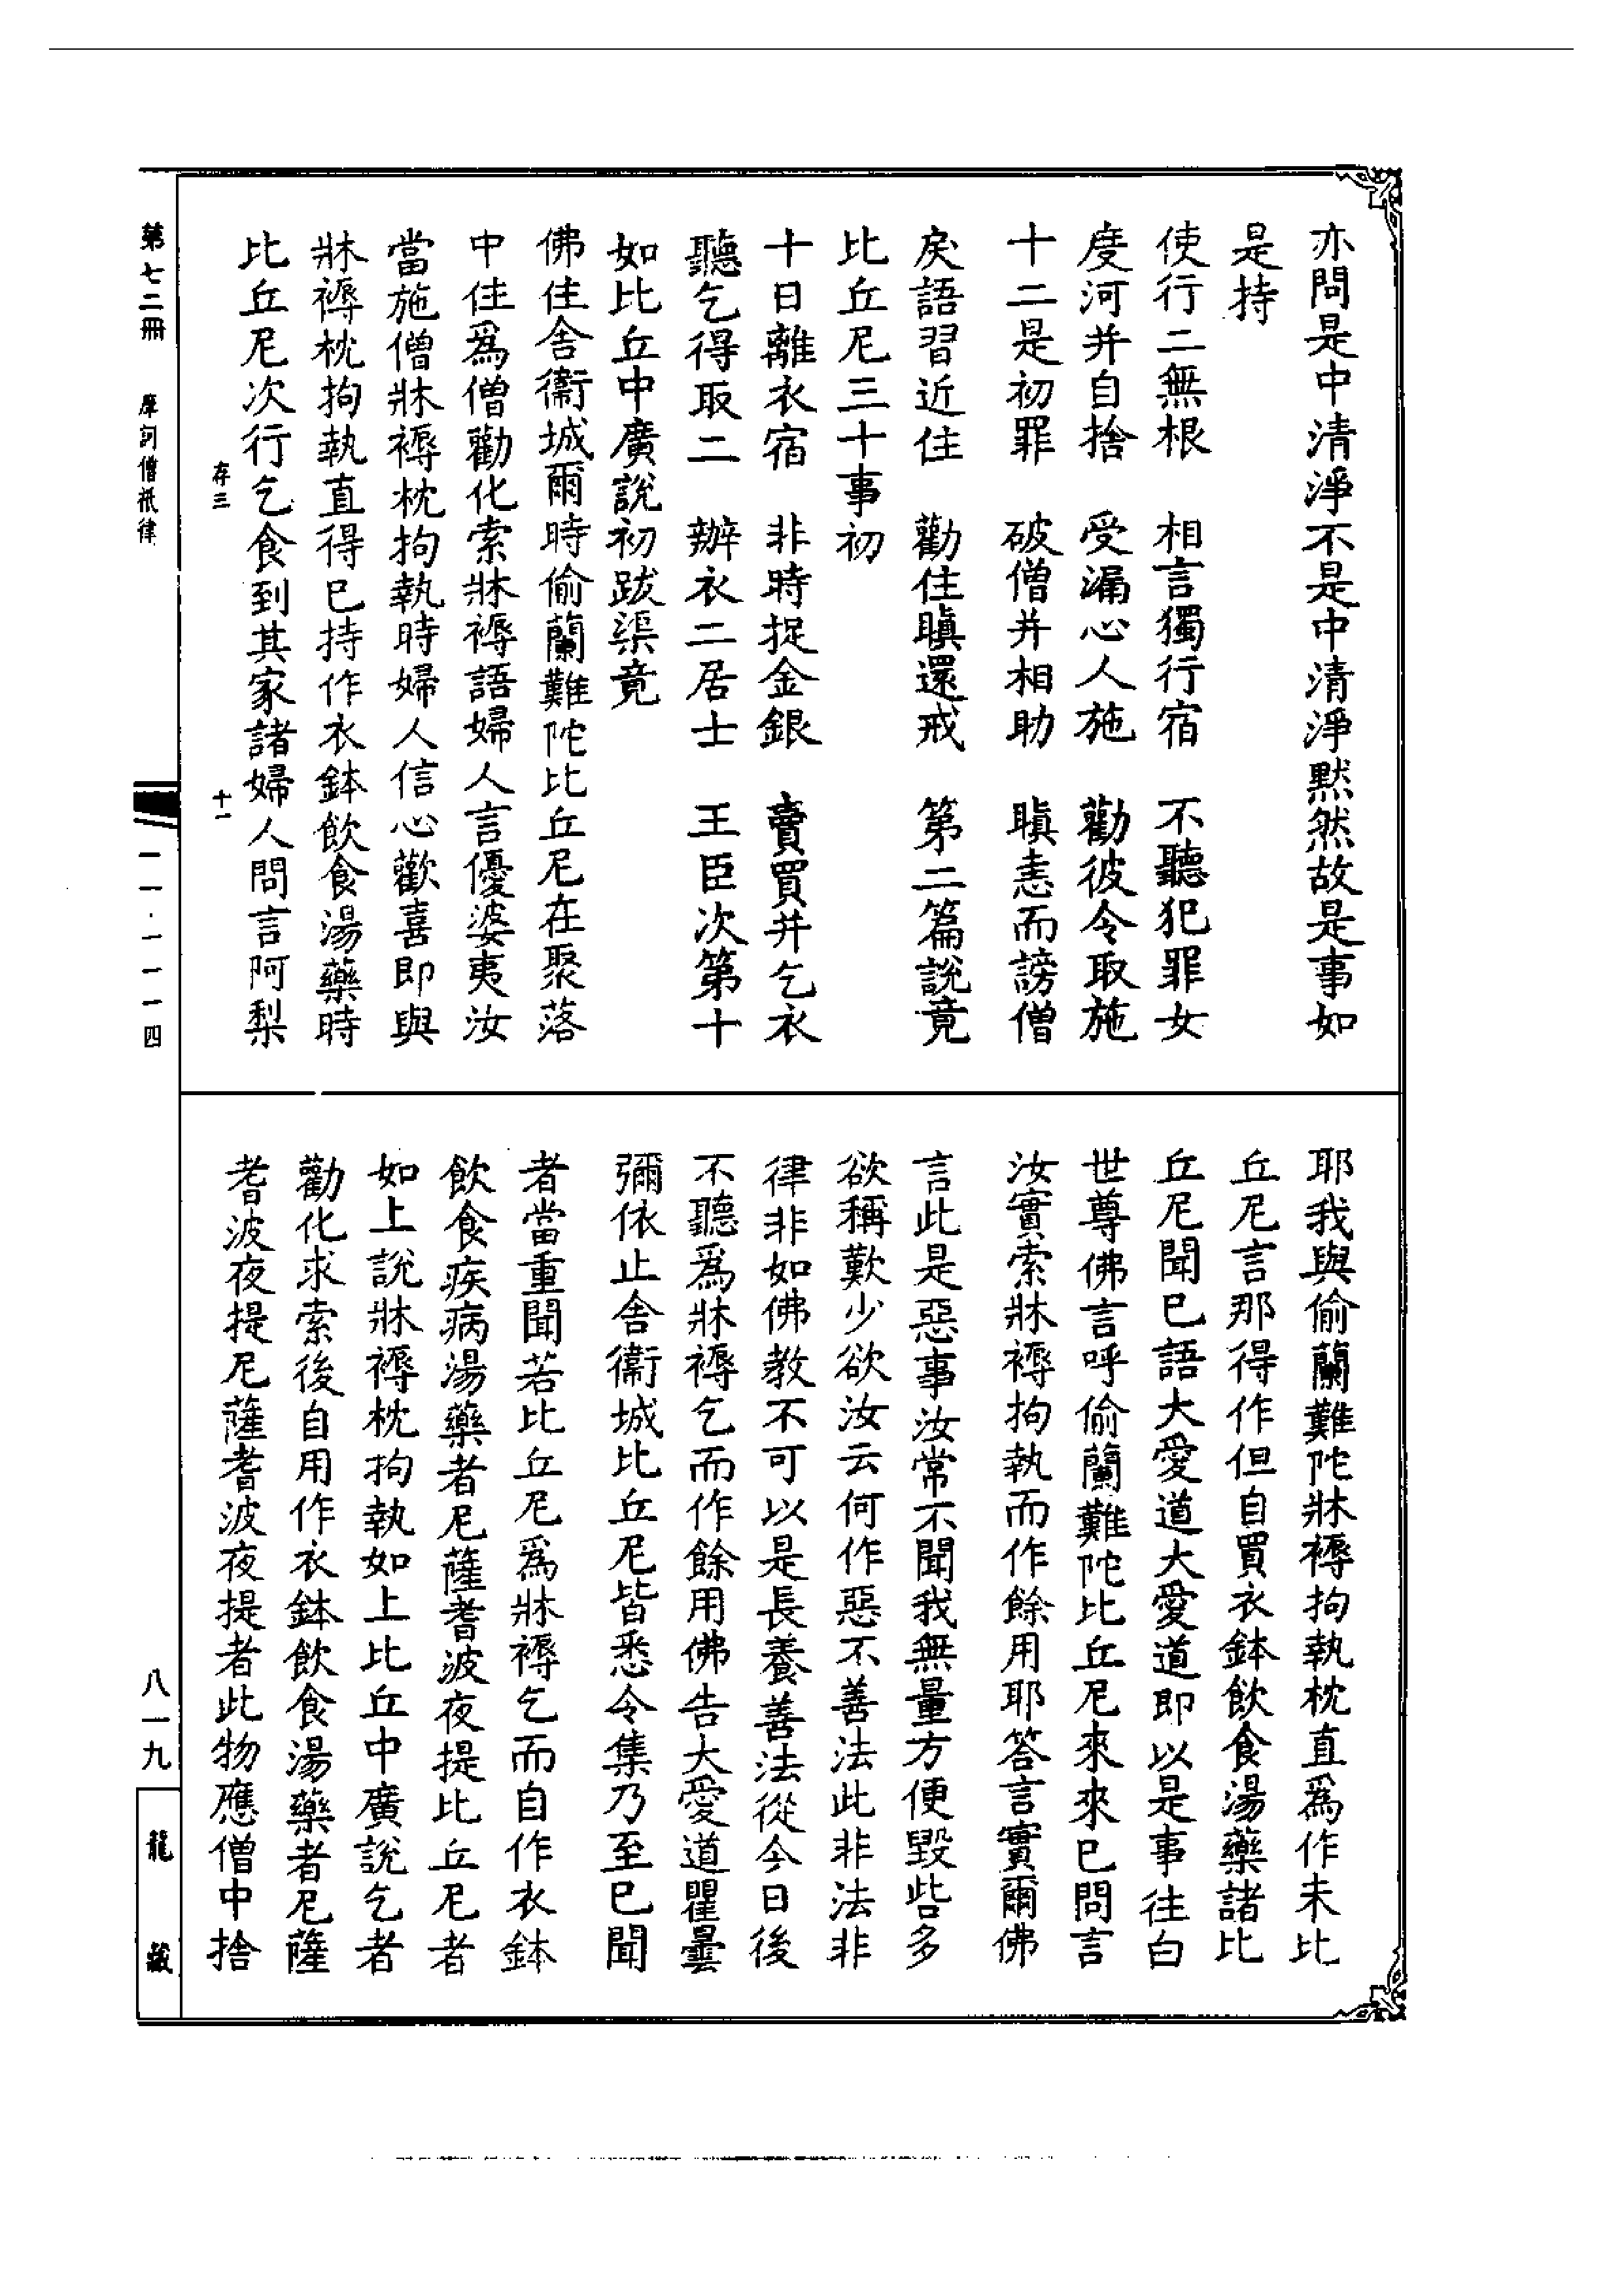 亦問是中清淨不是中清淨黙然故是事如
是持
使行二無根　相言獨行宿　不聽犯罪女
度河并自捨　受漏心人施　勸彼令取施
十二是初罪　破僧并相助　瞋恚而謗僧
戾語習近住　勸住瞋還戒　第二篇說竟
比丘尼三十事初
十日離衣宿　非時捉金銀　賣買并乞衣
聽乞得取二　辦衣二居士　王臣次第十
如比丘中廣說初跋渠竟
佛住舍衛城爾時偷蘭難陀比丘尼在聚落
中住爲僧勸化索牀褥語婦人言優婆夷汝
當施僧牀褥枕拘執時婦人信心歡喜即與
牀褥枕拘執直得已持作衣鉢飲食湯藥時
比丘尼次行乞食到其家諸婦人問言阿梨
耶我與偷蘭難陀牀褥拘執枕直爲作未比
丘尼言那得作但自買衣鉢飲食湯藥諸比
丘尼聞已語大愛道大愛道即以是事往白
世尊佛言呼偷蘭難陀比丘尼來來已問言
汝實索牀褥拘執而作餘用耶答言實爾佛
言此是惡事汝常不聞我無量方便毀呰多
欲稱歎少欲汝云何作惡不善法此非法非
律非如佛教不可以是長養善法從今日後
不聽爲牀褥乞而作餘用佛告大愛道瞿曇
彌依止舍衛城比丘尼皆悉令集乃至已聞
者當重聞若比丘尼爲牀褥乞而自作衣鉢
飲食疾病湯藥者尼薩耆波夜提比丘尼者
如上說牀褥枕拘執如上比丘中廣說乞者
勸化求索後自用作衣鉢飲食湯藥者尼薩
耆波夜提尼薩耆波夜提者此物應僧中捨
存三　十一
第七二冊　摩訶僧祇律　一一·一一一四　八一九
龍藏